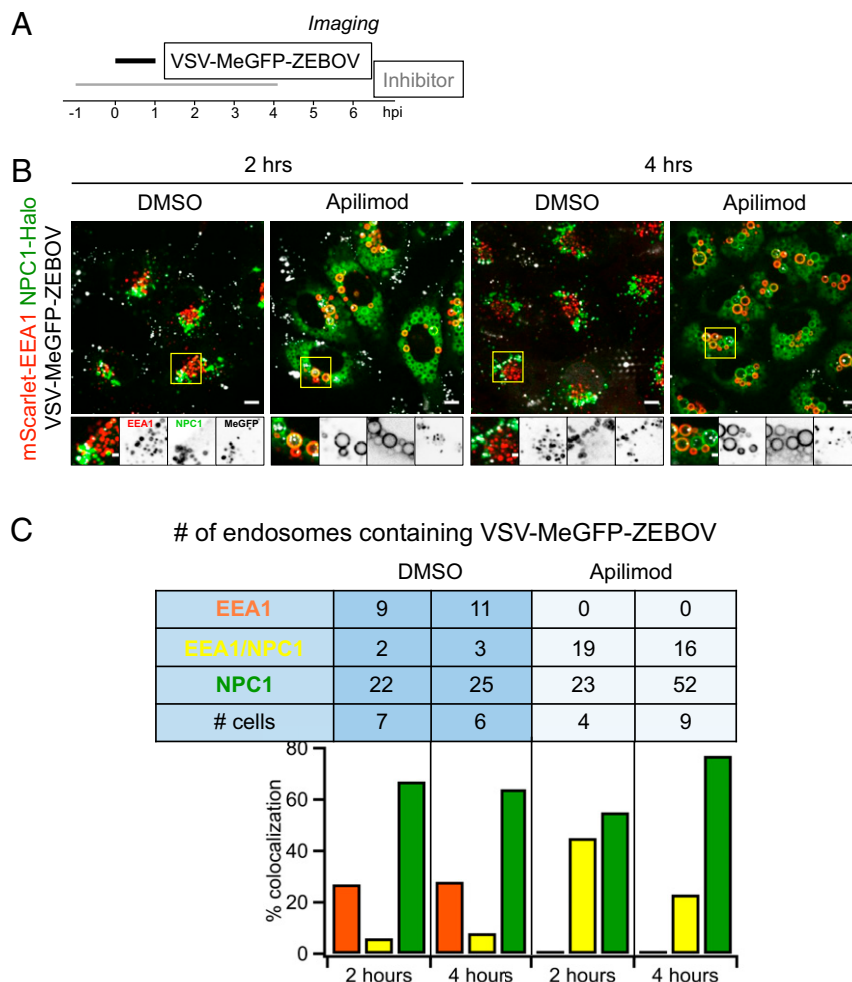 A
Imaging
VSV-MeGFP-ZEBOV
Inhibitor
-1 0 1 2 3 4 5 6 hpi
B
2 hrs 4 hrs
DMSO Apilimod DMSO Apilimod
mScarlet-EEA1 NPC1-Halo
VSV-MeGFP-ZEBOV
EEA1 NPC1 MeGFP
C
# of endosomes containing VSV-MeGFP-ZEBOV
DMSO Apilimod
EEA1 9 11 0 0
EEA1/NPC1 2 3 19 16
NPC1 22 25 23 52
# cells 7 6 4 9
% colocalization
80
60
40
20
0
2 hours 4 hours 2 hours 4 hours